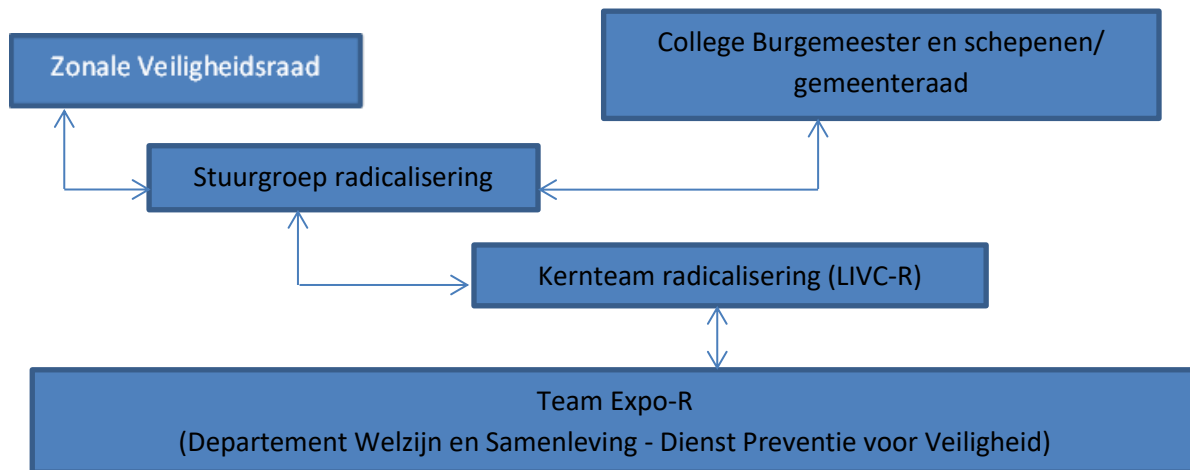 Zonale Veiligheidsraad
College Burgemeester en schepenen/
gemeenteraad
Stuurgroep radicalisering
Kernteam radicalisering (LIVC-R)
Team Expo-R
(Departement Welzijn en Samenleving - Dienst Preventie voor Veiligheid)